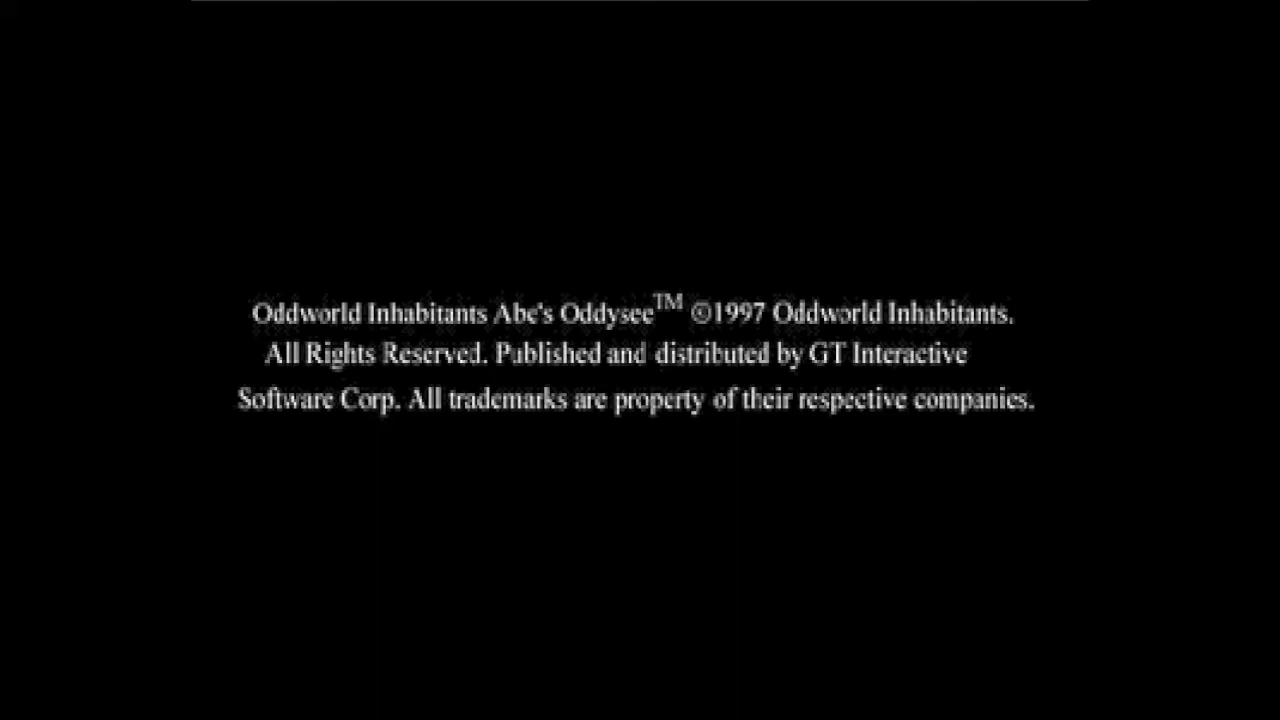 Oddworld Inhabitants Abe's Oddysee™ ©1997 Oddworld Inhabitants.
All Rights Reserved. Published and distributed by GT Interactive
Software Corp. All trademarks are property of their respective companies.